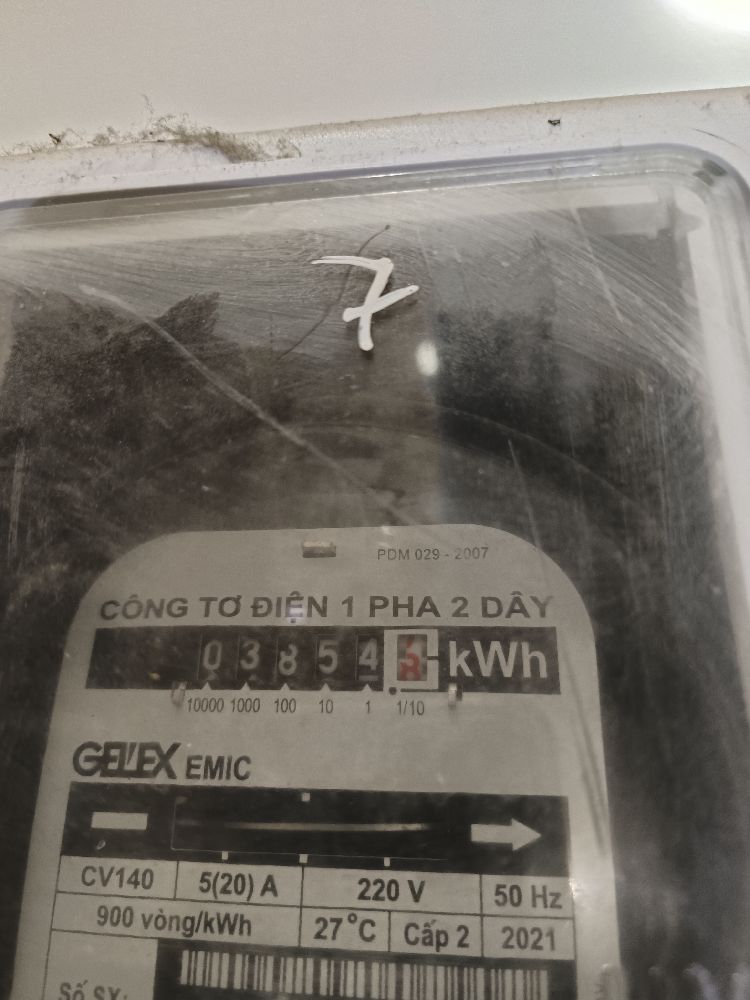 7
PDM 029 - 2007
CÔNG TƠ ĐIỆN 1 PHA 2 DÂY
0 3 8 5 4 kWh
10000 1000 100 10 1 1/10
GELEX EMIC
CV140 5(20) A 220 V 50 Hz
900 vòng/kWh 27°C Cấp 2 2021
Số SX: